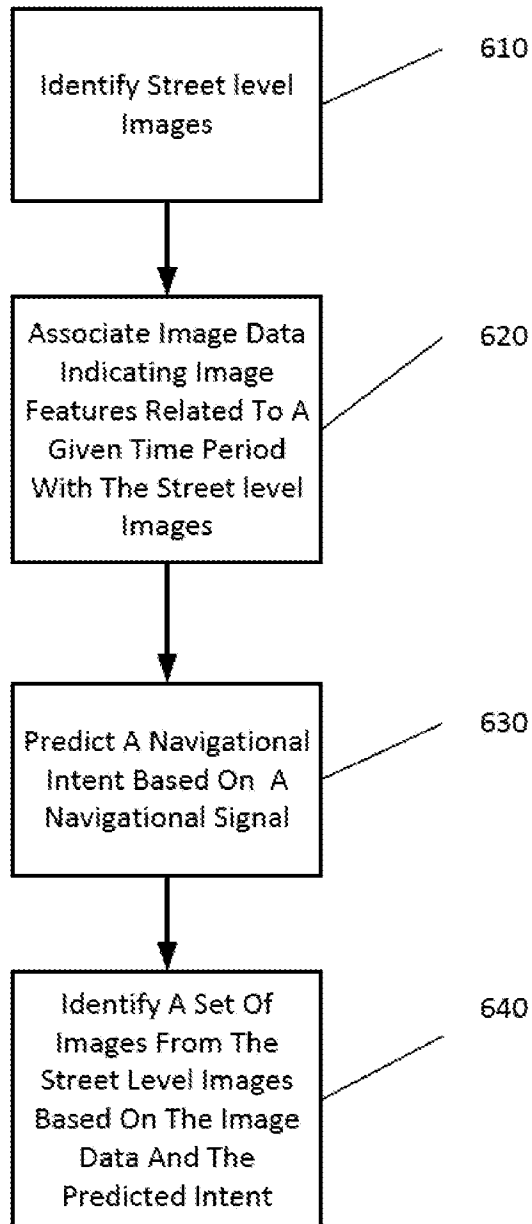 Identify Street level
Images
610
Associate Image Data
Indicating Image
Features Related To A
Given Time Period
With The Street level
Images
620
Predict A Navigational
Intent Based On A
Navigational Signal
630
Identify A Set Of
Images From The
Street Level Images
Based On The Image
Data And The
Predicted Intent
640